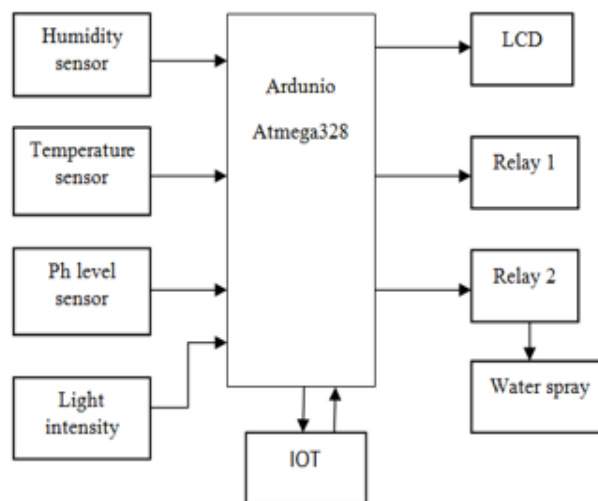 Humidity
sensor
Temperature
sensor
Ph level
sensor
Light
intensity
Ardunio
Atmega328
IOT
LCD
Relay 1
Relay 2
Water spray